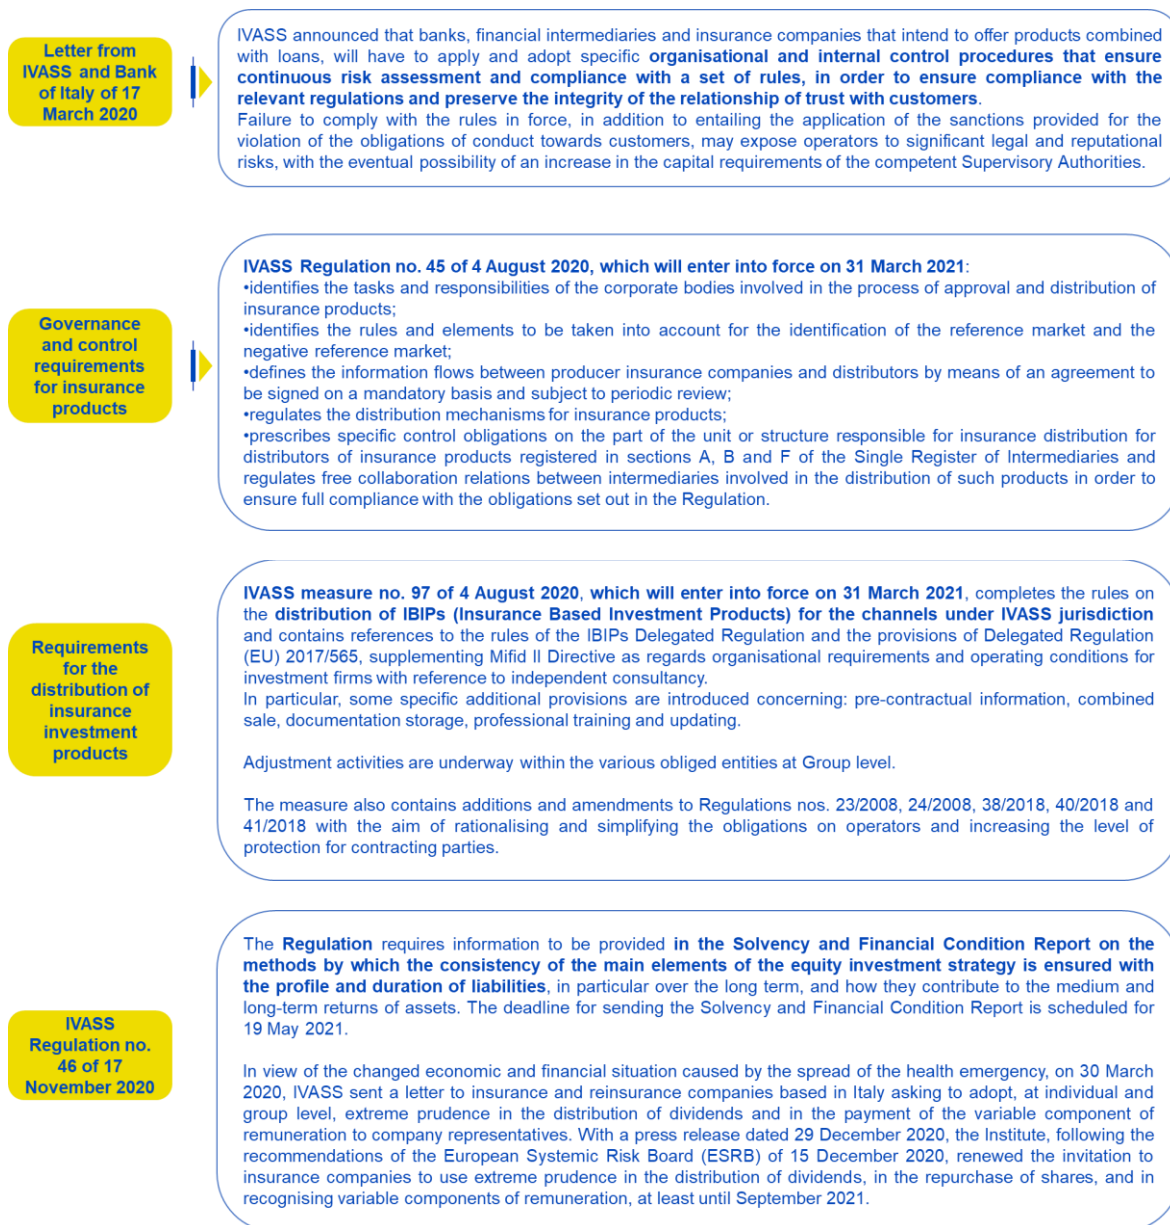 Letter from
IVASS and Bank
of Italy of 17
March 2020
IVASS announced that banks, financial intermediaries and insurance companies that intend to offer products combined
with loans, will have to apply and adopt specific organisational and internal control procedures that ensure
continuous risk assessment and compliance with a set of rules, in order to ensure compliance with the
relevant regulations and preserve the integrity of the relationship of trust with customers.
Failure to comply with the rules in force, in addition to entailing the application of the sanctions provided for the
violation of the obligations of conduct towards customers, may expose operators to significant legal and reputational
risks, with the eventual possibility of an increase in the capital requirements of the competent Supervisory Authorities.
Governance
and control
requirements
for insurance
products
IVASS Regulation no. 45 of 4 August 2020, which will enter into force on 31 March 2021:
•identifies the tasks and responsibilities of the corporate bodies involved in the process of approval and distribution of
insurance products;
•identifies the rules and elements to be taken into account for the identification of the reference market and the
negative reference market;
•defines the information flows between producer insurance companies and distributors by means of an agreement to
be signed on a mandatory basis and subject to periodic review;
•regulates the distribution mechanisms for insurance products;
•prescribes specific control obligations on the part of the unit or structure responsible for insurance distribution for
distributors of insurance products registered in sections A, B and F of the Single Register of Intermediaries and
regulates free collaboration relations between intermediaries involved in the distribution of such products in order to
ensure full compliance with the obligations set out in the Regulation.
Requirements
for the
distribution of
insurance
investment
products
IVASS measure no. 97 of 4 August 2020, which will enter into force on 31 March 2021, completes the rules on
the distribution of IBIPs (Insurance Based Investment Products) for the channels under IVASS jurisdiction
and contains references to the rules of the IBIPs Delegated Regulation and the provisions of Delegated Regulation
(EU) 2017/565, supplementing Mifid II Directive as regards organisational requirements and operating conditions for
investment firms with reference to independent consultancy.
In particular, some specific additional provisions are introduced concerning: pre-contractual information, combined
sale, documentation storage, professional training and updating.
Adjustment activities are underway within the various obliged entities at Group level.
The measure also contains additions and amendments to Regulations nos. 23/2008, 24/2008, 38/2018, 40/2018 and
41/2018 with the aim of rationalising and simplifying the obligations on operators and increasing the level of
protection for contracting parties.
IVASS
Regulation no.
46 of 17
November 2020
The Regulation requires information to be provided in the Solvency and Financial Condition Report on the
methods by which the consistency of the main elements of the equity investment strategy is ensured with
the profile and duration of liabilities, in particular over the long term, and how they contribute to the medium and
long-term returns of assets. The deadline for sending the Solvency and Financial Condition Report is scheduled for
19 May 2021.
In view of the changed economic and financial situation caused by the spread of the health emergency, on 30 March
2020, IVASS sent a letter to insurance and reinsurance companies based in Italy asking to adopt, at individual and
group level, extreme prudence in the distribution of dividends and in the payment of the variable component of
remuneration to company representatives. With a press release dated 29 December 2020, the Institute, following the
recommendations of the European Systemic Risk Board (ESRB) of 15 December 2020, renewed the invitation to
insurance companies to use extreme prudence in the distribution of dividends, in the repurchase of shares, and in
recognising variable components of remuneration, at least until September 2021.